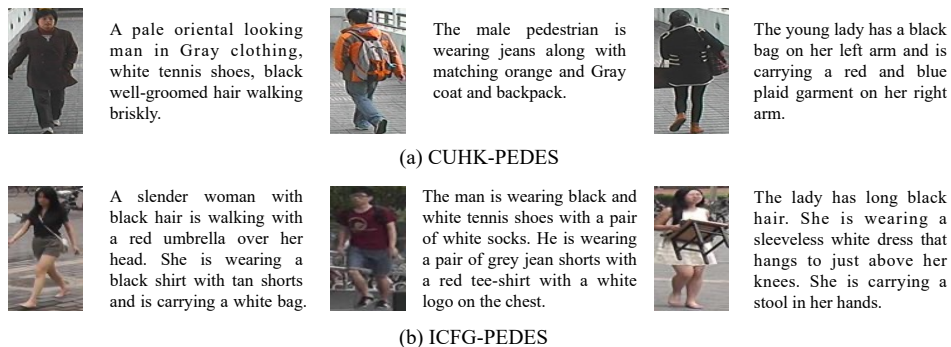 A pale oriental looking
man in Gray clothing,
white tennis shoes, black
well-groomed hair walking
briskly.
The male pedestrian is
wearing jeans along with
matching orange and Gray
coat and backpack.
The young lady has a black
bag on her left arm and is
carrying a red and blue
plaid garment on her right
arm.
(a) CUHK-PEDES
A slender woman with
black hair is walking with
a red umbrella over her
head. She is wearing a
black shirt with tan shorts
and is carrying a white bag.
The man is wearing black and
white tennis shoes with a pair
of white socks. He is wearing
a pair of grey jean shorts with
a red tee-shirt with a white
logo on the chest.
The lady has long black
hair. She is wearing a
sleeveless white dress that
hangs to just above her
knees. She is carrying a
stool in her hands.
(b) ICFG-PEDES